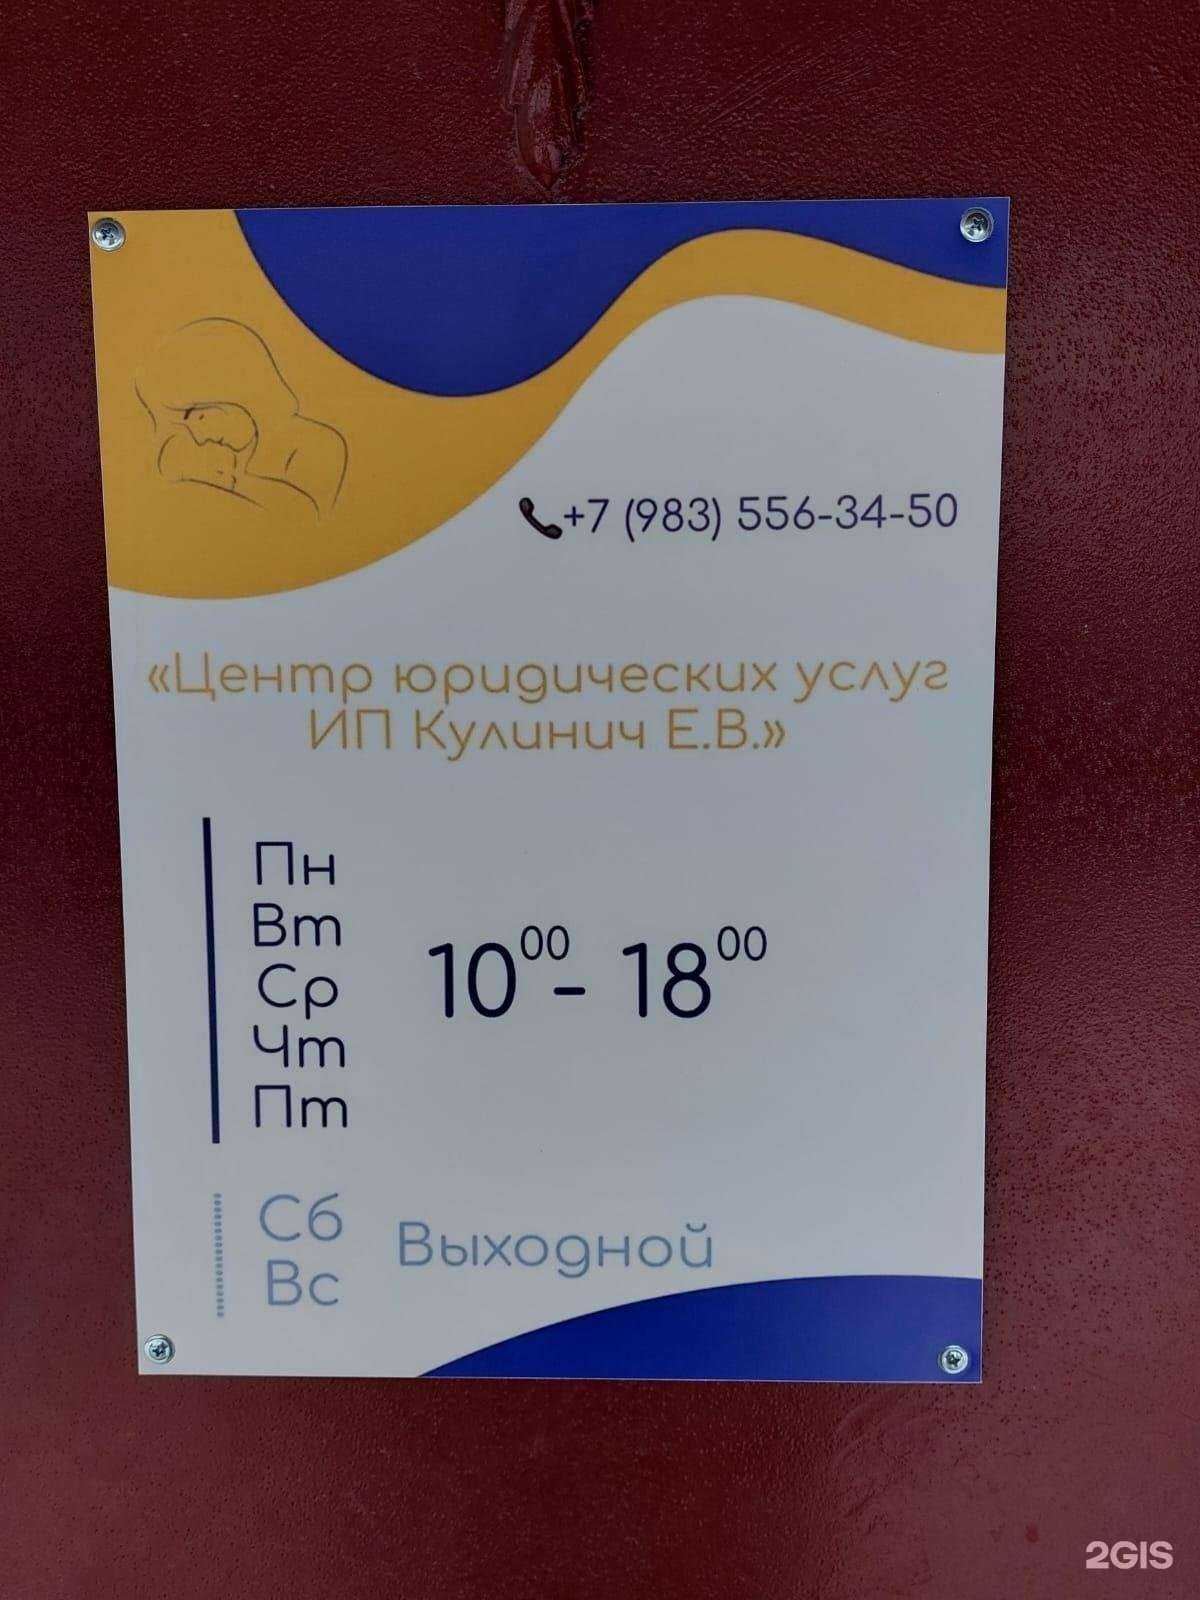 +7 (983) 556-34-50
«Центр юридических услуг
ИП Кулинич Е.В.»
Пн
Вт
Ср
Чт
Пт
10⁰⁰ - 18⁰⁰
Сб
Вс
Выходной
2GIS